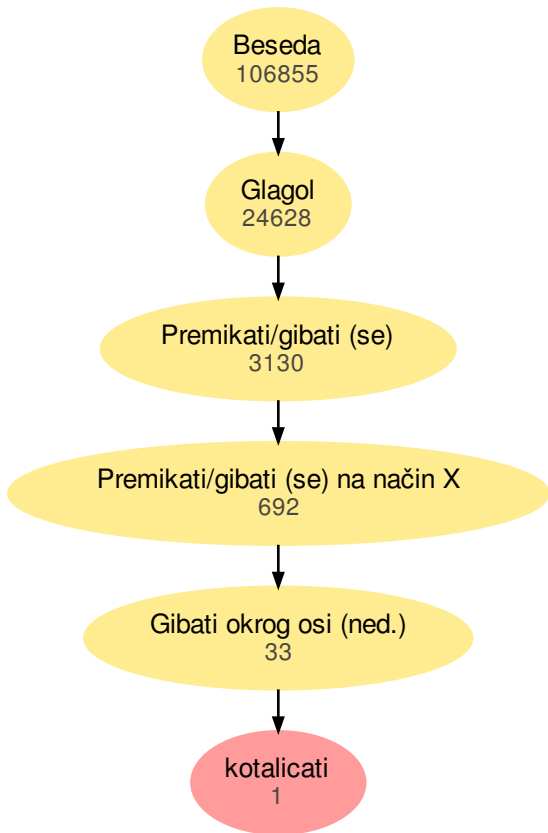 Beseda
106855
Glagol
24628
Premikati/gibati (se)
3130
Premikati/gibati (se) na način X
692
Gibati okrog osi (ned.)
33
kotalicati
1